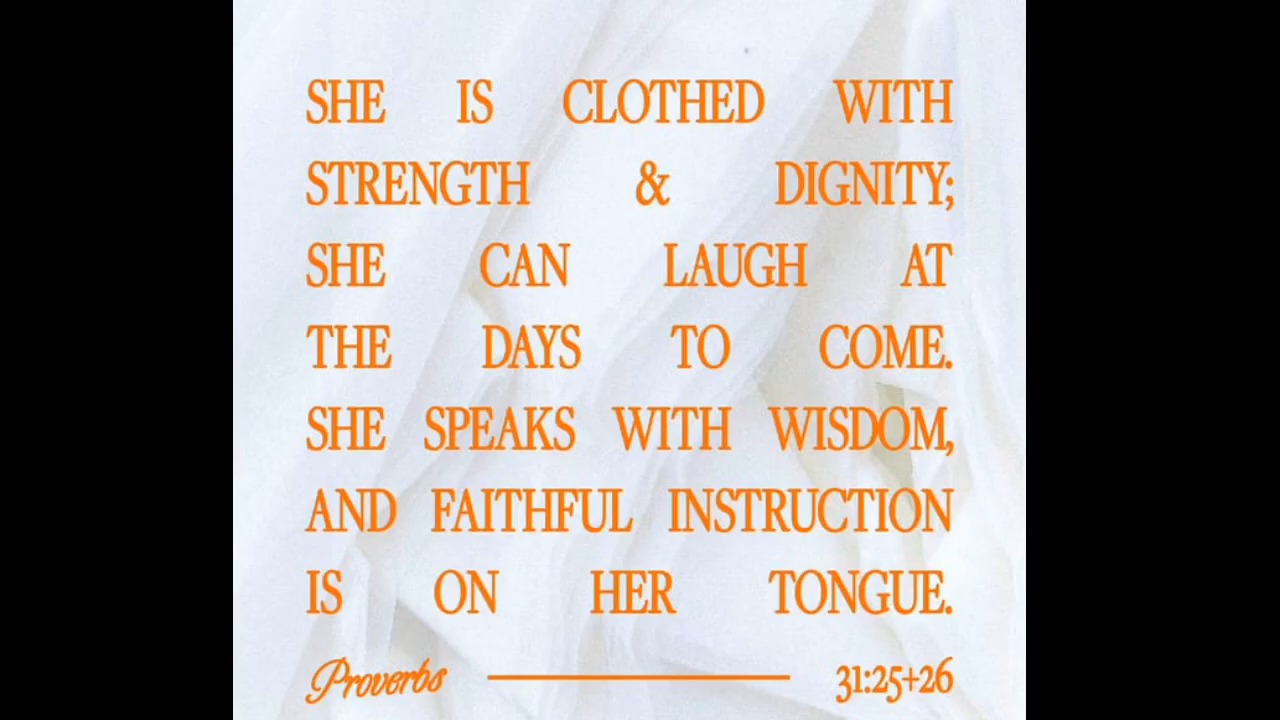 SHE IS CLOTHED WITH
STRENGTH & DIGNITY;
SHE CAN LAUGH AT
THE DAYS TO COME.
SHE SPEAKS WITH WISDOM,
AND FAITHFUL INSTRUCTION
IS ON HER TONGUE.
Proverbs 31:25+26